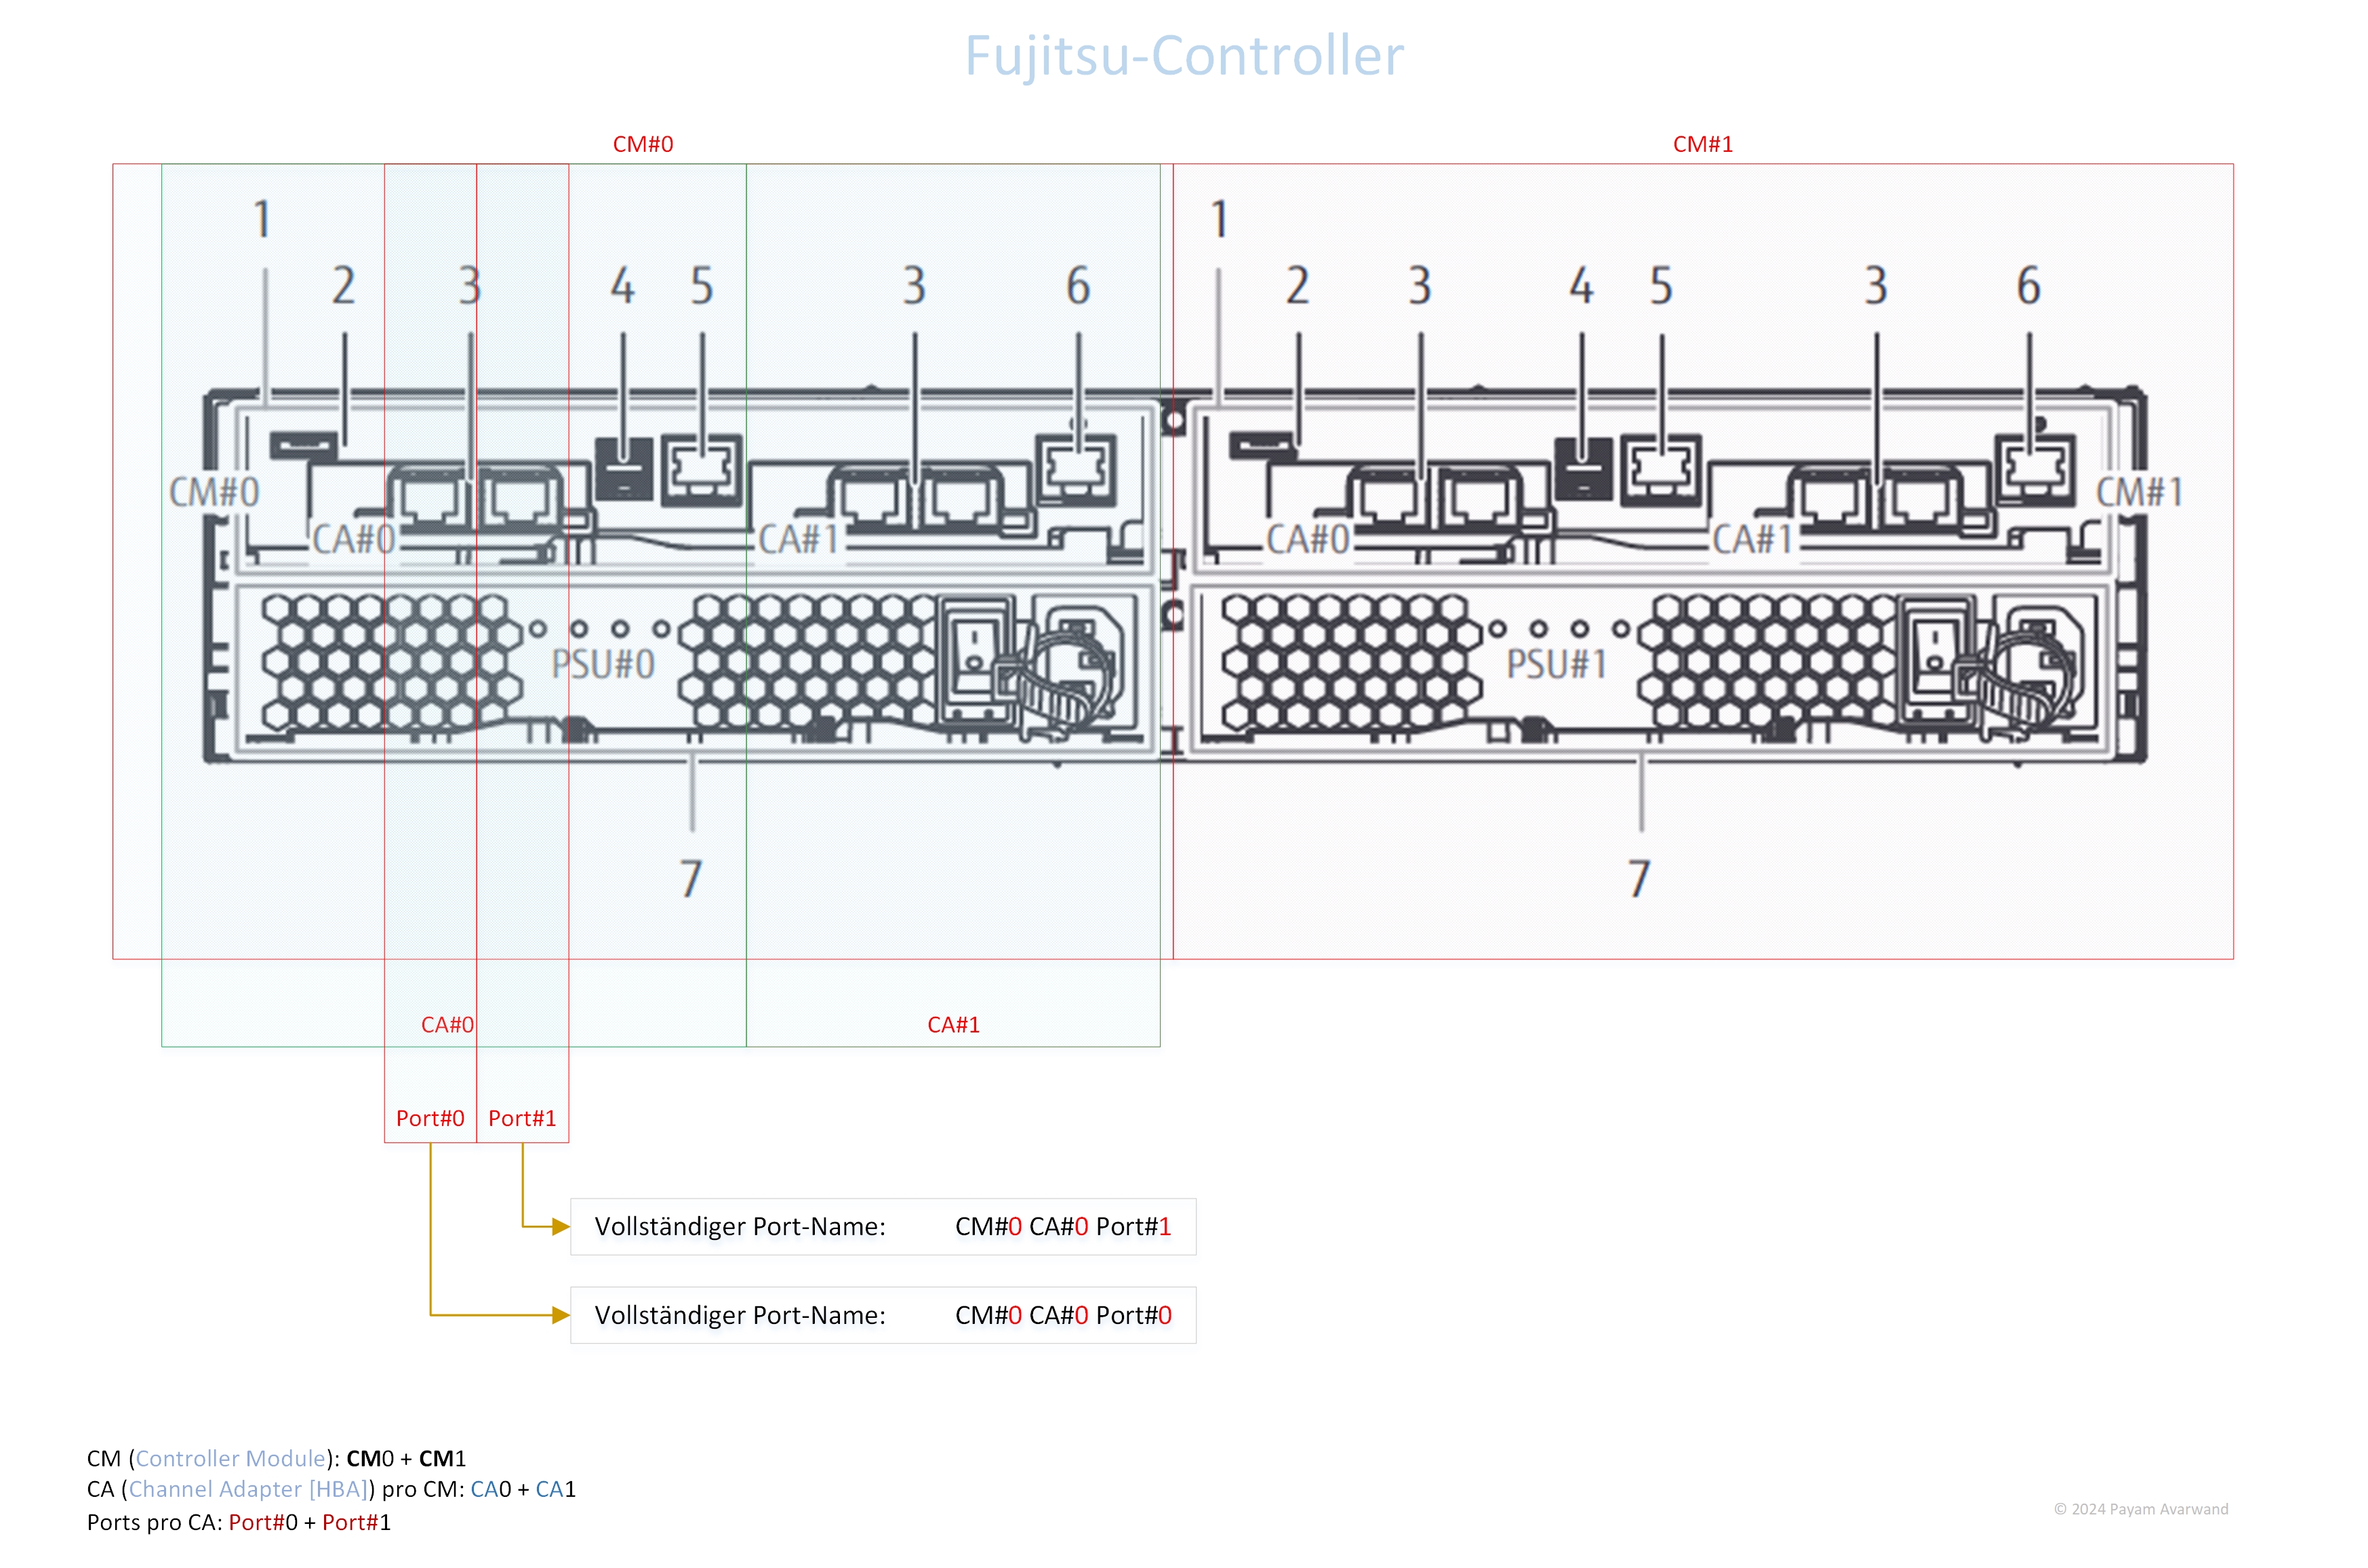 Fujitsu-Controller
CM#0 CM#1
1 1
2 3 4 5 3 6 2 3 4 5 3 6
CM#0 CM#1
CA#0 CA#1 CA#0 CA#1
PSU#0 PSU#1
7 7
CA#0 CA#1
Port#0 Port#1
Vollständiger Port-Name: CM#0 CA#0 Port#1
Vollständiger Port-Name: CM#0 CA#0 Port#0
CM (Controller Module): CM0 + CM1
CA (Channel Adapter [HBA]) pro CM: CA0 + CA1
Ports pro CA: Port#0 + Port#1
© 2024 Payam Avarwand